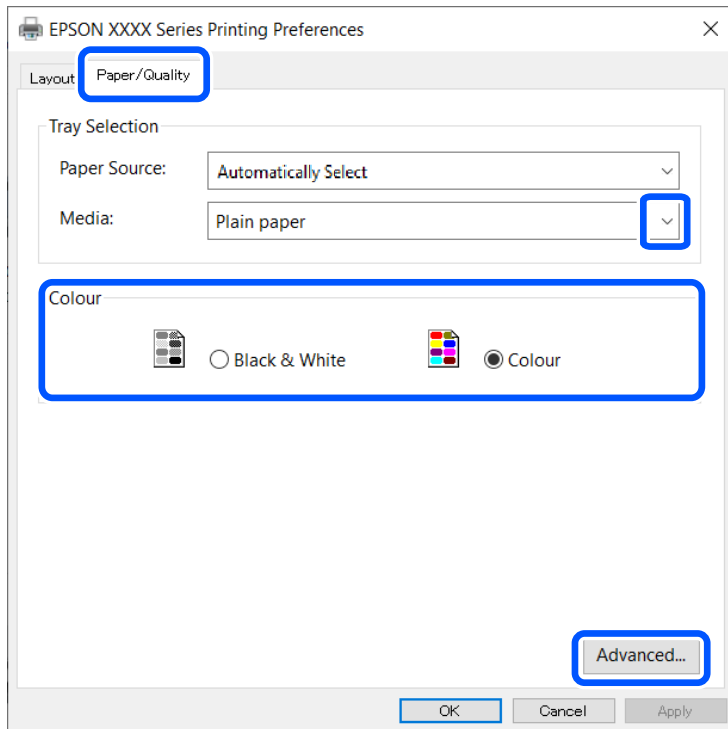 EPSON XXXX Series Printing Preferences
Layout Paper/Quality
Tray Selection
Paper Source: Automatically Select
Media: Plain paper
Colour
Black & White Colour
Advanced...
OK Cancel Apply